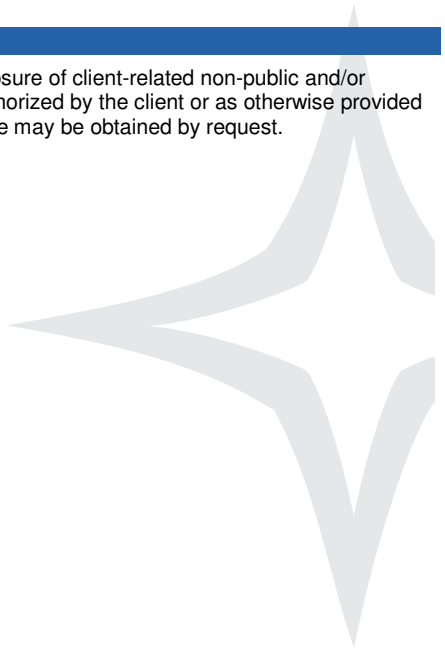 osure of client-related non-public and/or
horized by the client or as otherwise provided
e may be obtained by request.